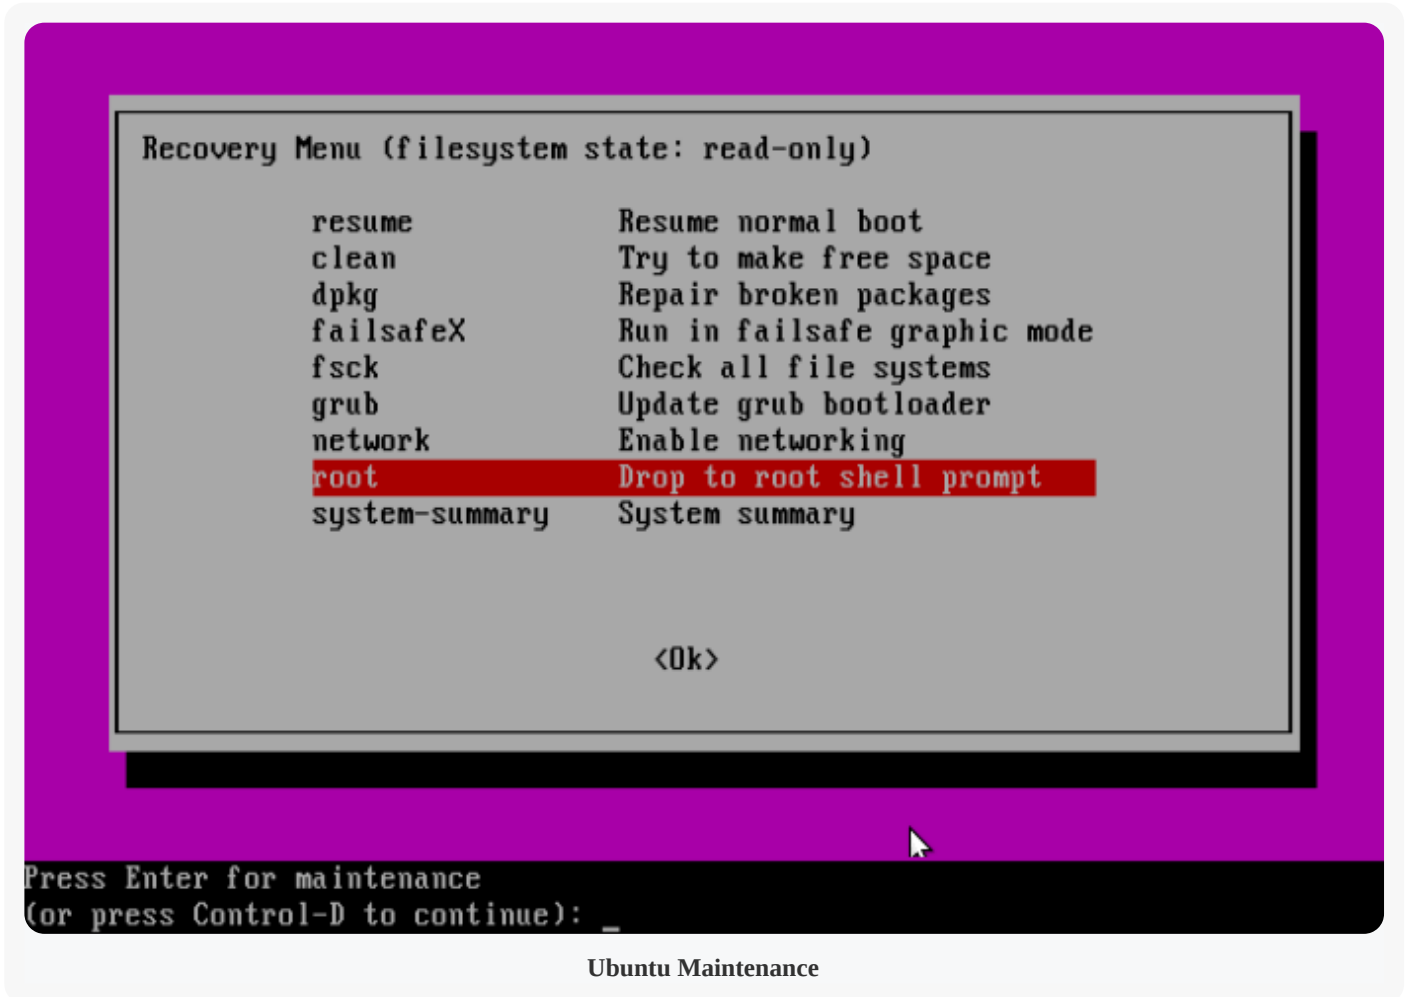 Recovery Menu (filesystem state: read-only)
resume Resume normal boot
clean Try to make free space
dpkg Repair broken packages
failsafeX Run in failsafe graphic mode
fsck Check all file systems
grub Update grub bootloader
network Enable networking
root Drop to root shell prompt
system-summary System summary
<Ok>
Press Enter for maintenance
(or press Control-D to continue): _
Ubuntu Maintenance